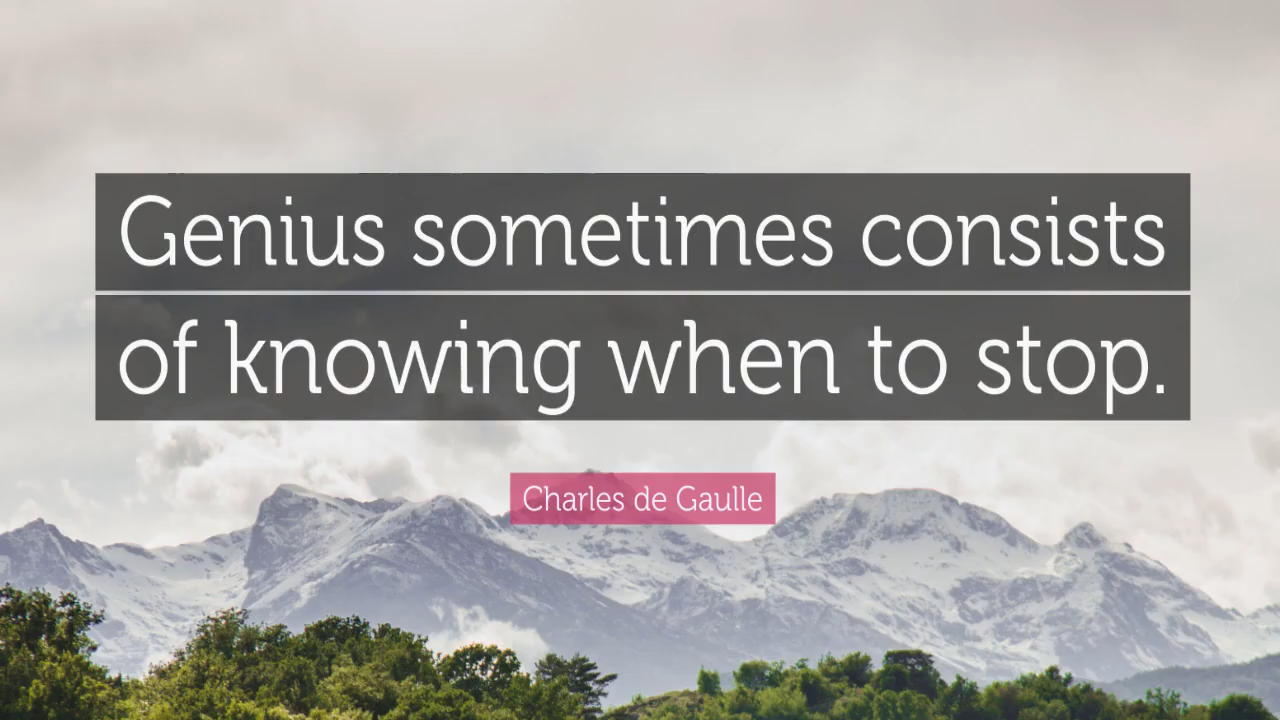 Genius sometimes consists
of knowing when to stop.
Charles de Gaulle